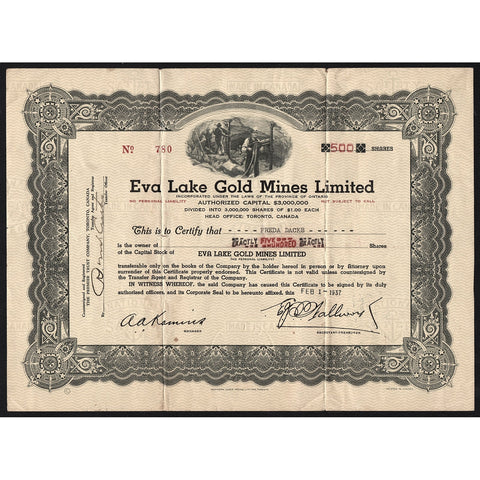 Nº 780
500 SHARES
Eva Lake Gold Mines Limited
INCORPORATED UNDER THE LAWS OF THE PROVINCE OF ONTARIO
NO PERSONAL LIABILITY
AUTHORIZED CAPITAL $3,000,000
NOT SUBJECT TO CALL
DIVIDED INTO 3,000,000 SHARES OF $1.00 EACH
HEAD OFFICE: TORONTO, CANADA
This is to Certify that - - - - - FREDA DACKS - - - -
is the owner of EXACTLY FIVE HUNDRED EXACTLY Shares
of the Capital Stock of EVA LAKE GOLD MINES LIMITED
(NO PERSONAL LIABILITY)
transferable only on the books of the Company by the holder hereof in person or by Attorney upon
surrender of this Certificate properly endorsed. This Certificate is not valid unless countersigned
by the Transfer Agent and Registrar of the Company.
IN WITNESS WHEREOF, the said Company has caused this Certificate to be signed by its duly
authorized officers, and its Corporate Seal to be hereunto affixed, this FEB 1 - 1937
SECRETARY-TREASURER